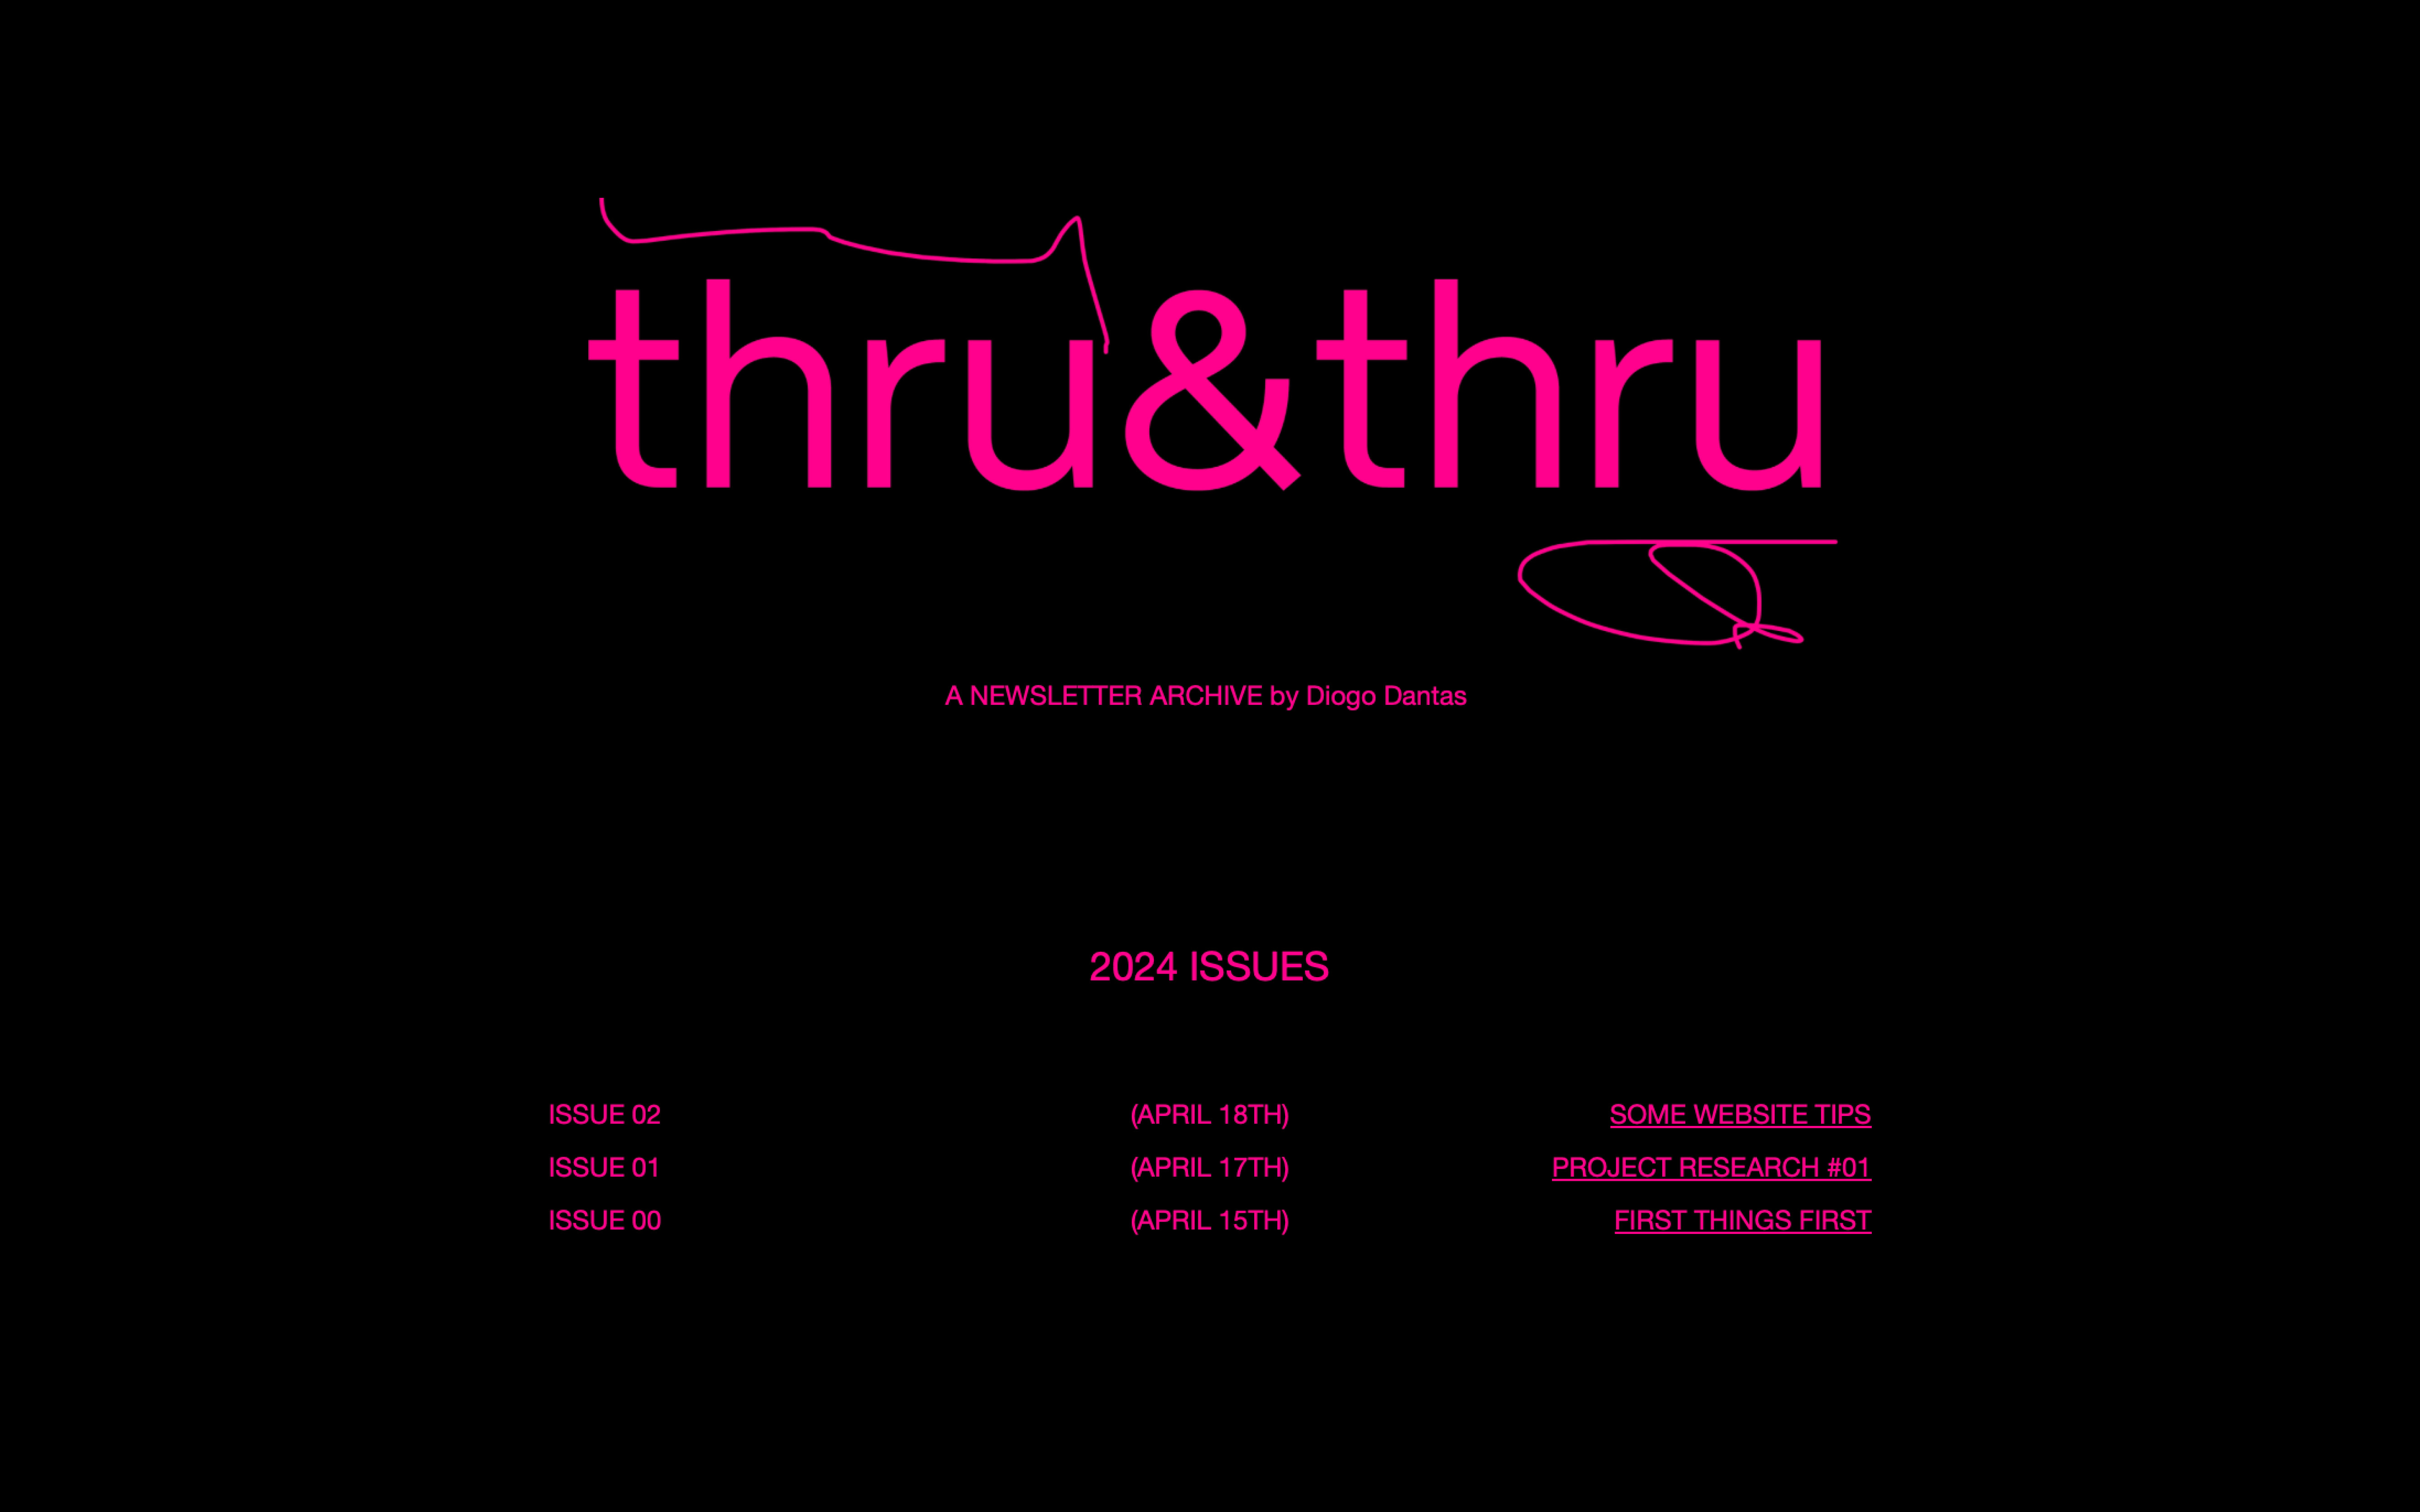 thru&thru
A NEWSLETTER ARCHIVE by Diogo Dantas
2024 ISSUES
ISSUE 02 (APRIL 18TH) SOME WEBSITE TIPS
ISSUE 01 (APRIL 17TH) PROJECT RESEARCH #01
ISSUE 00 (APRIL 15TH) FIRST THINGS FIRST